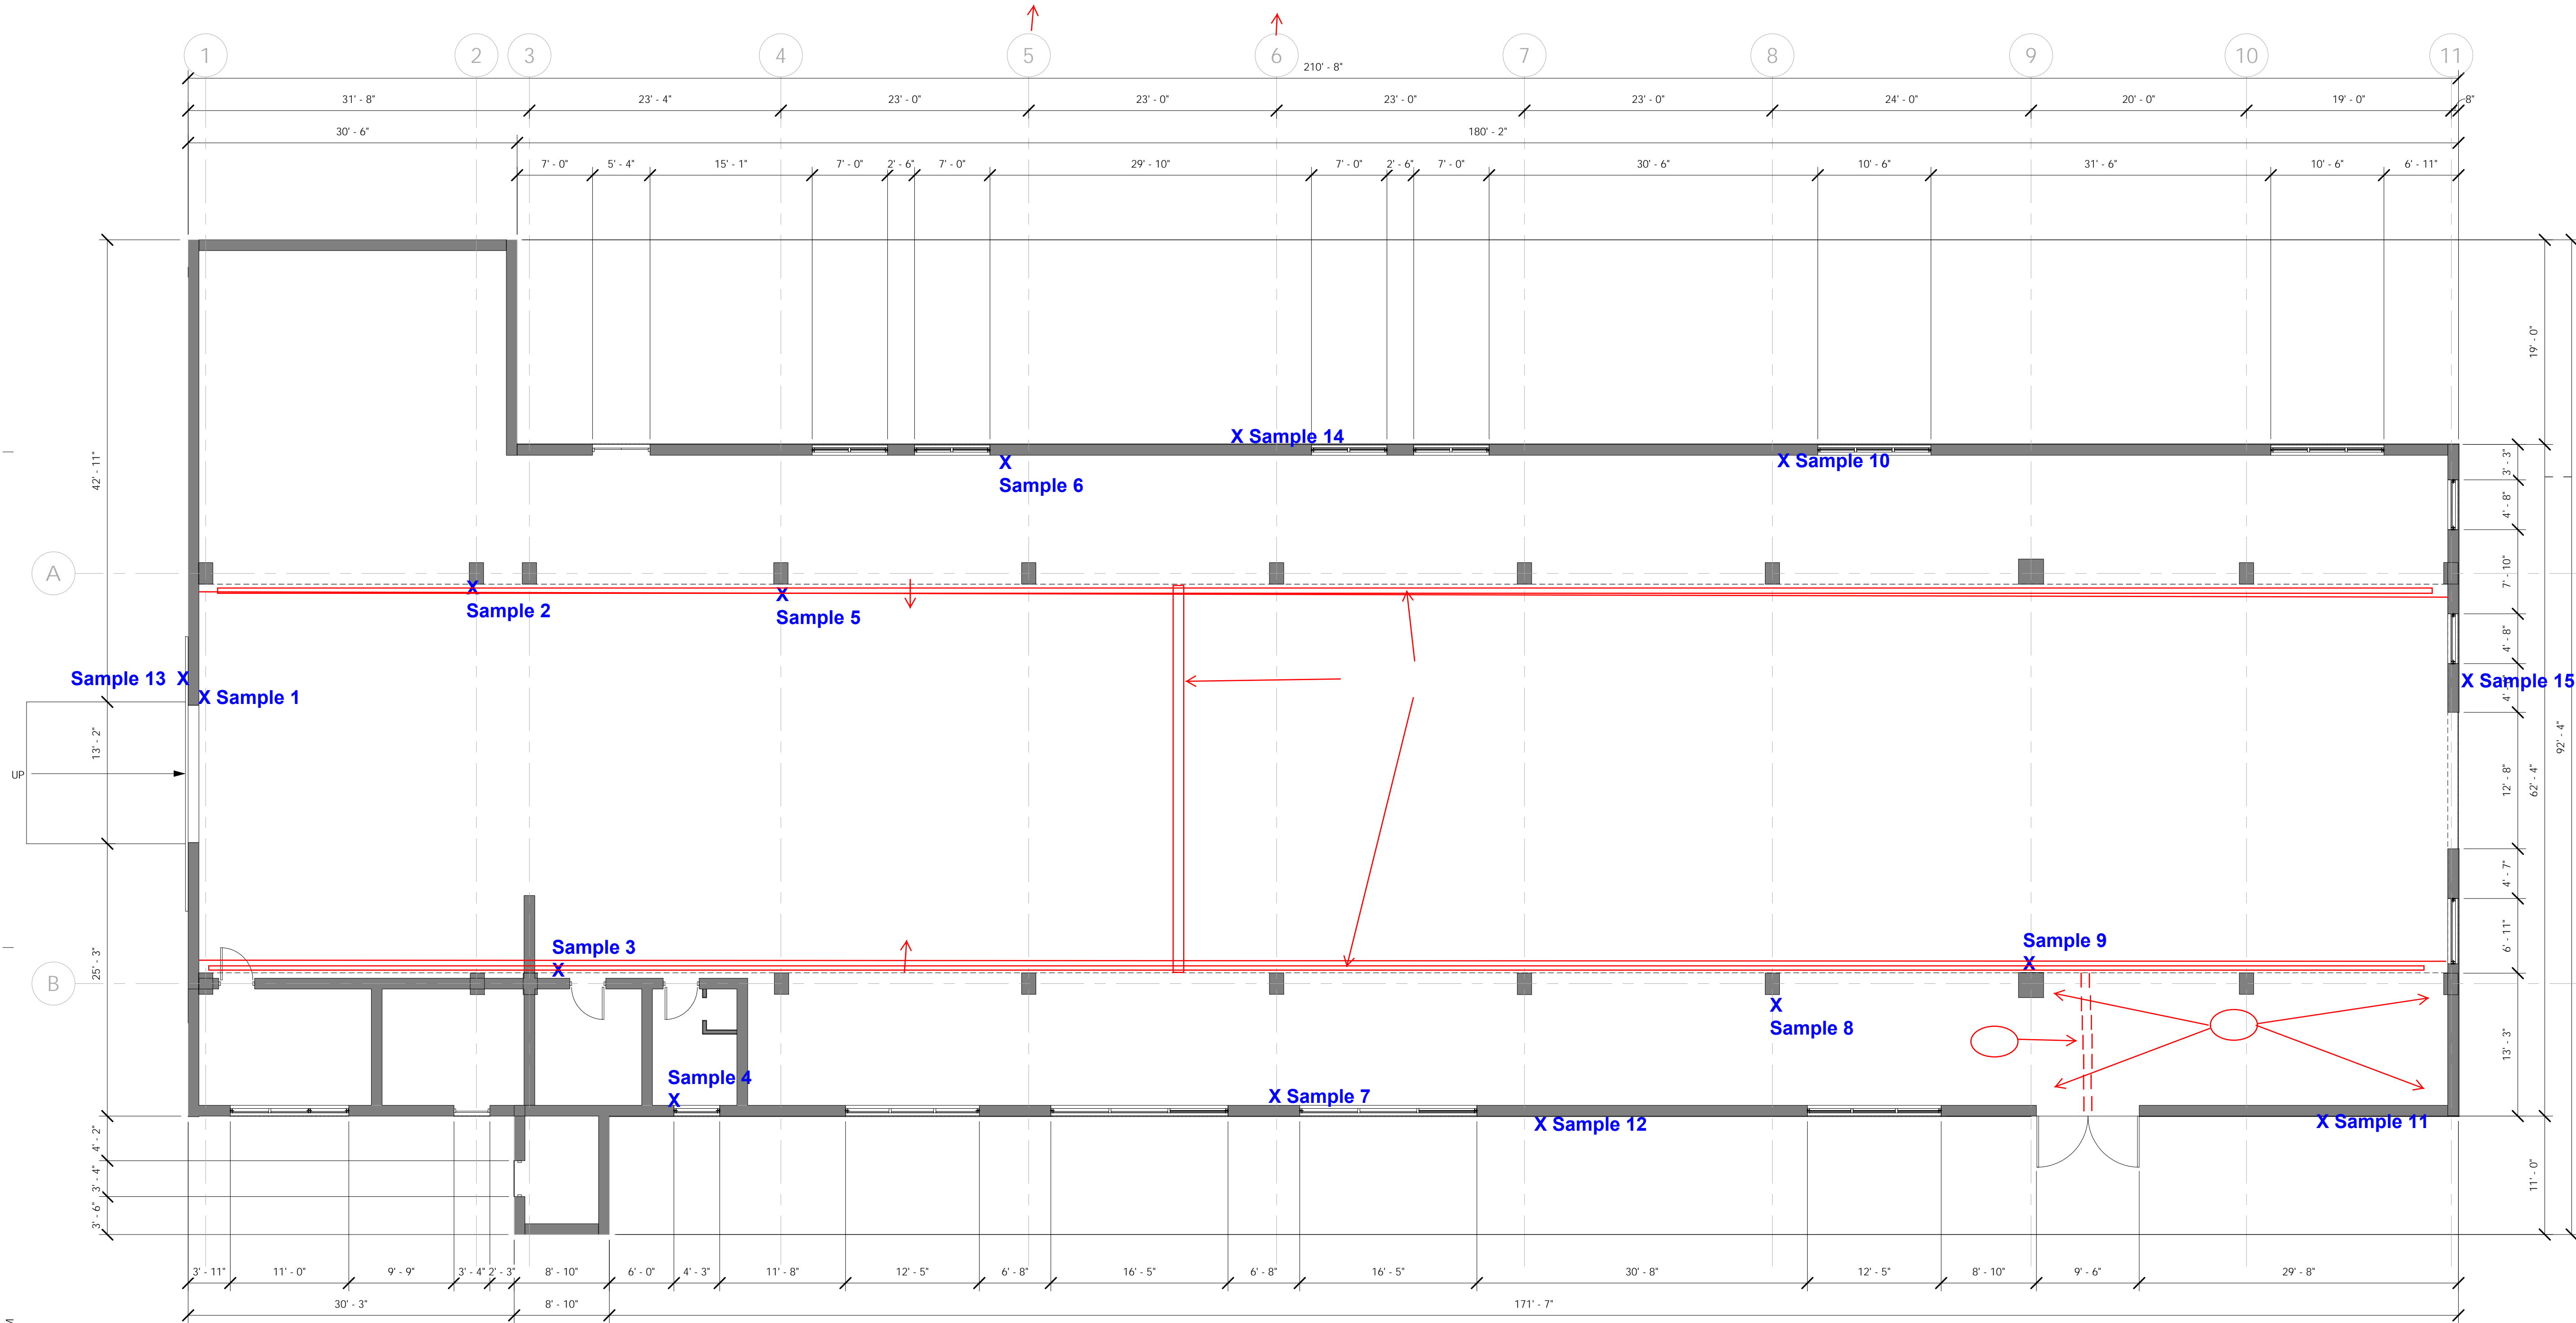 1 2 3 4 5 6 7 8 9 10 11
210' - 8"
31' - 8" 23' - 4" 23' - 0" 23' - 0" 23' - 0" 23' - 0" 24' - 0" 20' - 0" 19' - 0" 8"
30' - 6" 180' - 2"
7' - 0" 5' - 4" 15' - 1" 7' - 0" 2' - 6" 7' - 0" 29' - 10" 7' - 0" 2' - 6" 7' - 0" 30' - 6" 10' - 6" 31' - 6" 10' - 6" 6' - 11"
19' - 0"
X Sample 14
42' - 11"
X
Sample 6
X Sample 10
3' - 3"
4' - 8"
A
7' - 10"
X
Sample 2
X
Sample 5
4' - 8"
Sample 13 X
X Sample 1
X Sample 15
13' - 2"
92' - 4"
UP
12' - 8"
62' - 4"
4' - 7"
25' - 3"
Sample 3
X
Sample 9
X
6' - 11"
B
X
Sample 8
13' - 3"
Sample 4
X
X Sample 7
X Sample 12
X Sample 11
4' - 2"
3' - 4"
3' - 6"
11' - 0"
3' - 11" 11' - 0" 9' - 9" 3' - 4" 2' - 3" 8' - 10" 6' - 0" 4' - 3" 11' - 8" 12' - 5" 6' - 8" 16' - 5" 6' - 8" 16' - 5" 30' - 8" 12' - 5" 8' - 10" 9' - 6" 29' - 8"
30' - 3" 8' - 10" 171' - 7"